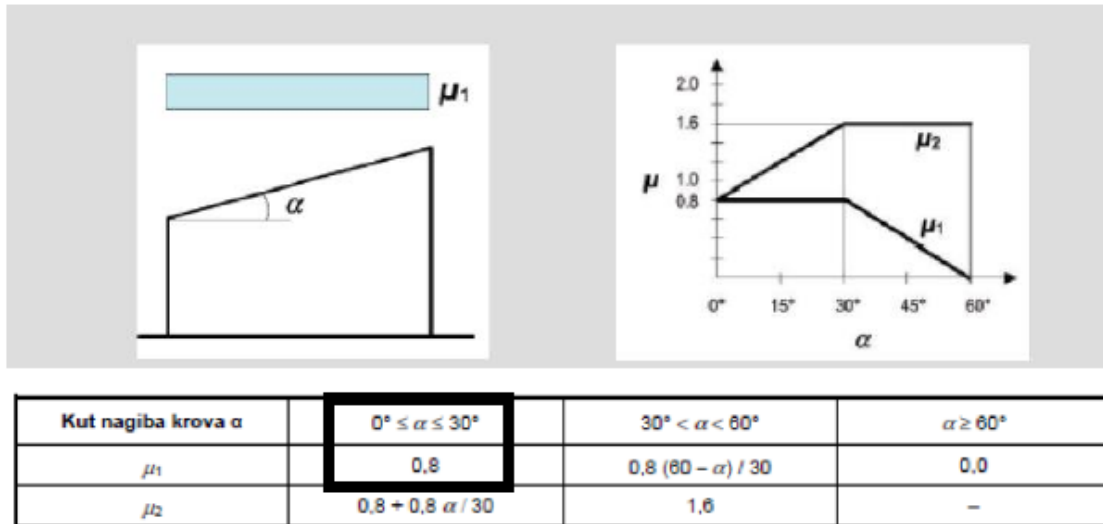 μ1
α
2.0
1.6
μ2
μ
1.0
0.8
μ1
0° 15° 30° 45° 60°
α
Kut nagiba krova α 0° ≤ α ≤ 30° 30° < α < 60° α ≥ 60°
μ1 0,8 0,8 (60 – α) / 30 0,0
μ2 0,8 + 0,8 α / 30 1,6 –